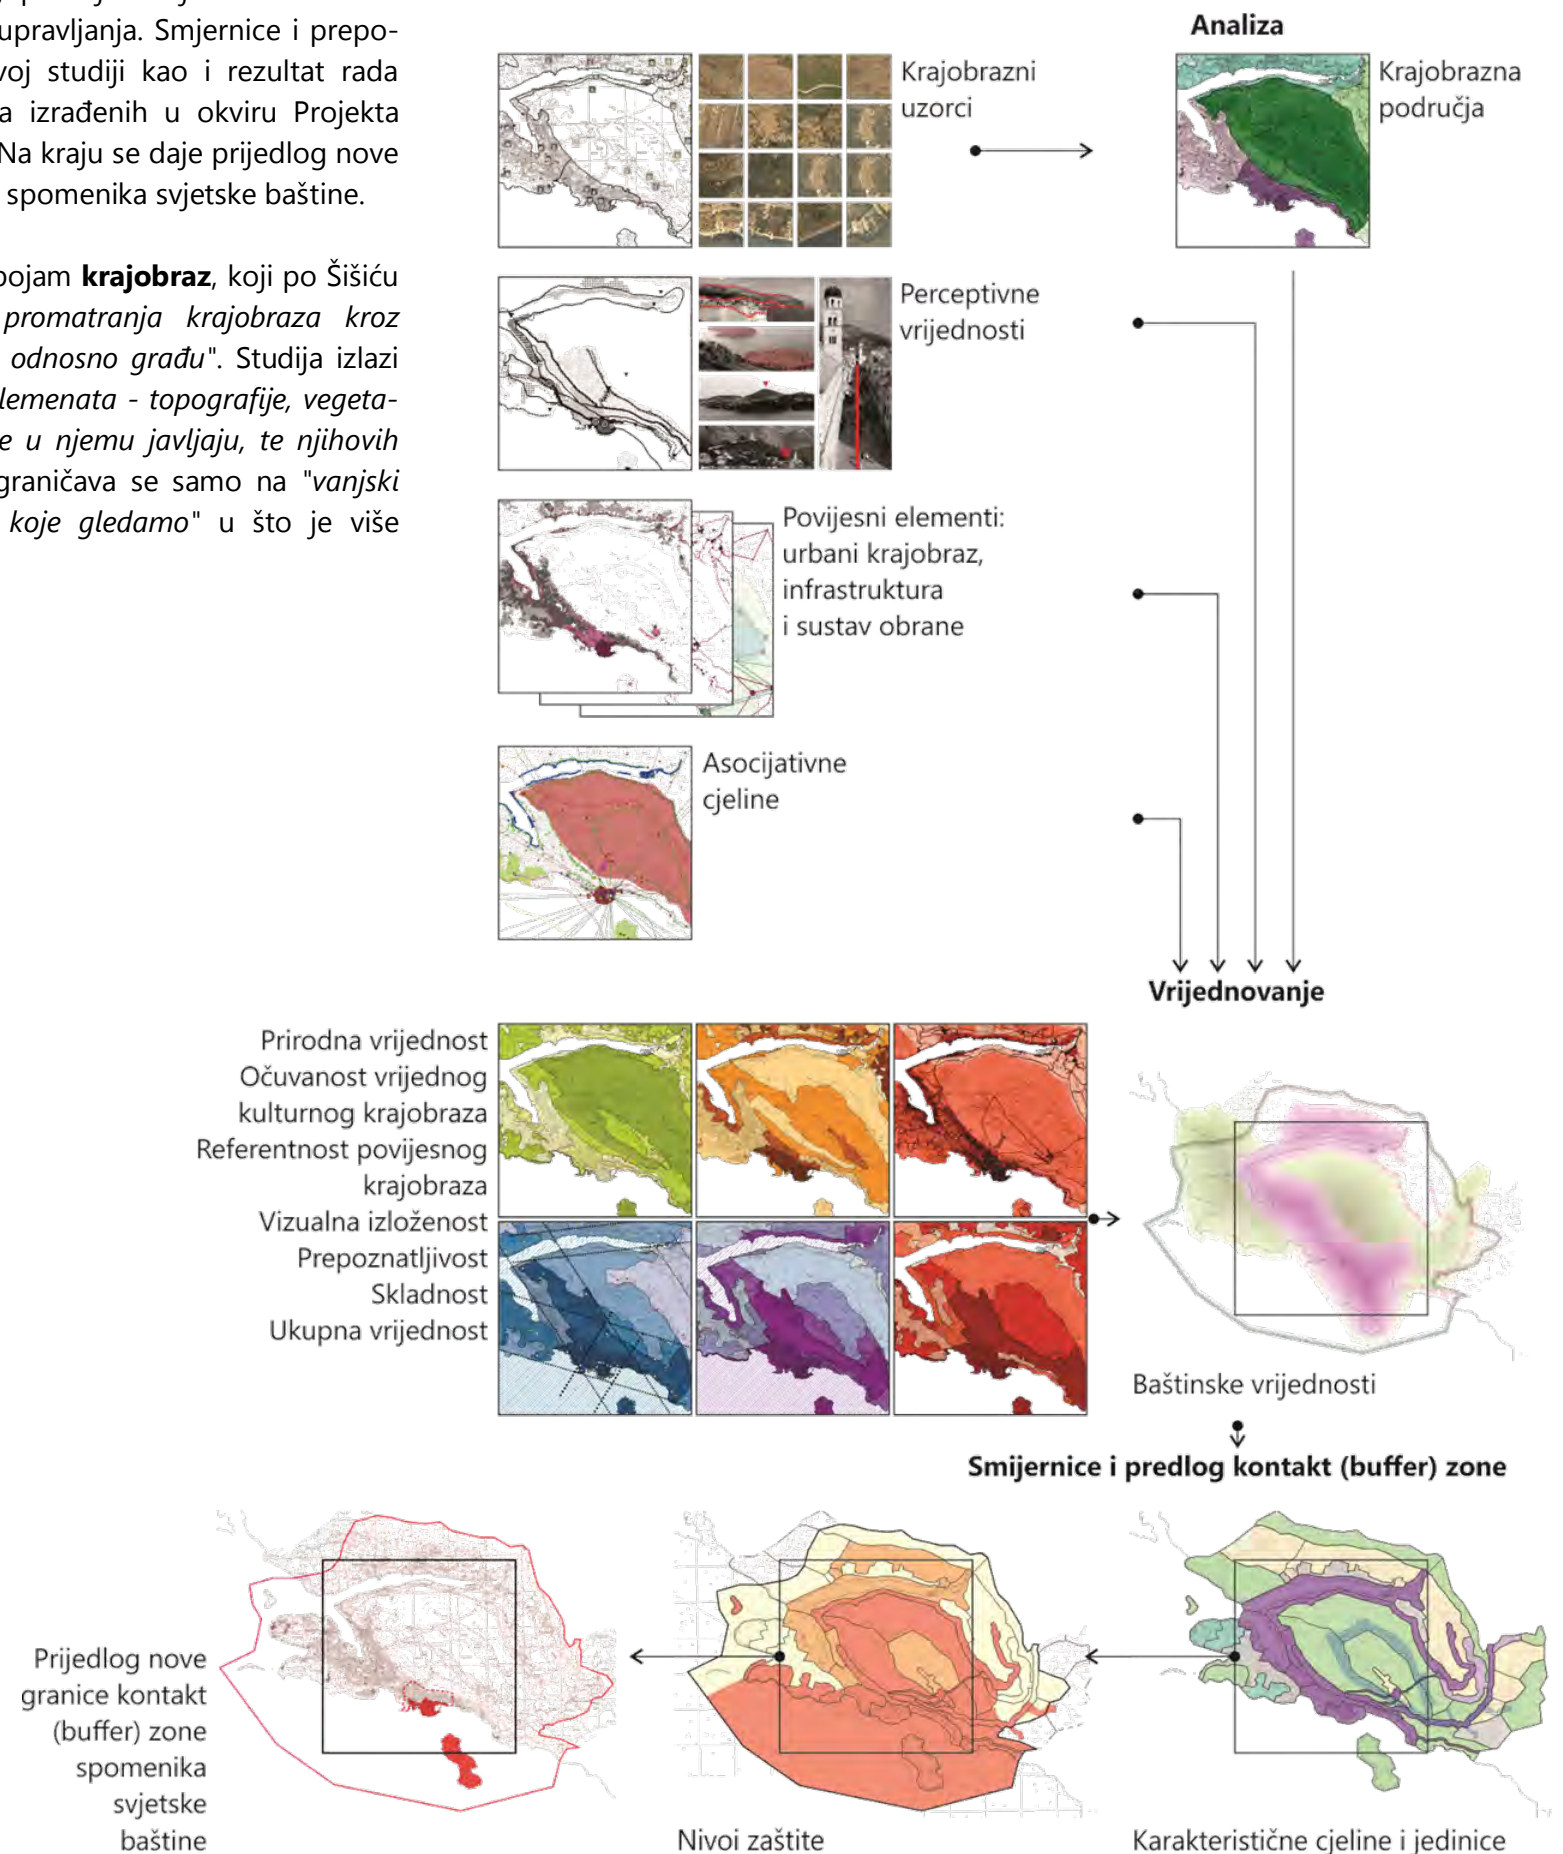 upravljanja. Smjernice i prepo-
voj studiji kao i rezultat rada
a izrađenih u okviru Projekta
Na kraju se daje prijedlog nove
spomenika svjetske baštine.
pojam krajobraz, koji po Šišiću
promatranja krajobraza kroz
odnosno građu". Studija izlazi
lemenata - topografije, vegeta-
e u njemu javljaju, te njihovih
graničava se samo na "vanjski
koje gledamo" u što je više
Analiza
Krajobrazni
uzorci
Krajobrazna
područja
Perceptivne
vrijednosti
Povijesni elementi:
urbani krajobraz,
infrastruktura
i sustav obrane
Asocijativne
cjeline
Vrijednovanje
Prirodna vrijednost
Očuvanost vrijednog
kulturnog krajobraza
Referentnost povijesnog
krajobraza
Vizualna izloženost
Prepoznatljivost
Skladnost
Ukupna vrijednost
Baštinske vrijednosti
Smijernice i predlog kontakt (buffer) zone
Prijedlog nove
granice kontakt
(buffer) zone
spomenika
svjetske
baštine
Nivoi zaštite
Karakteristične cjeline i jedinice